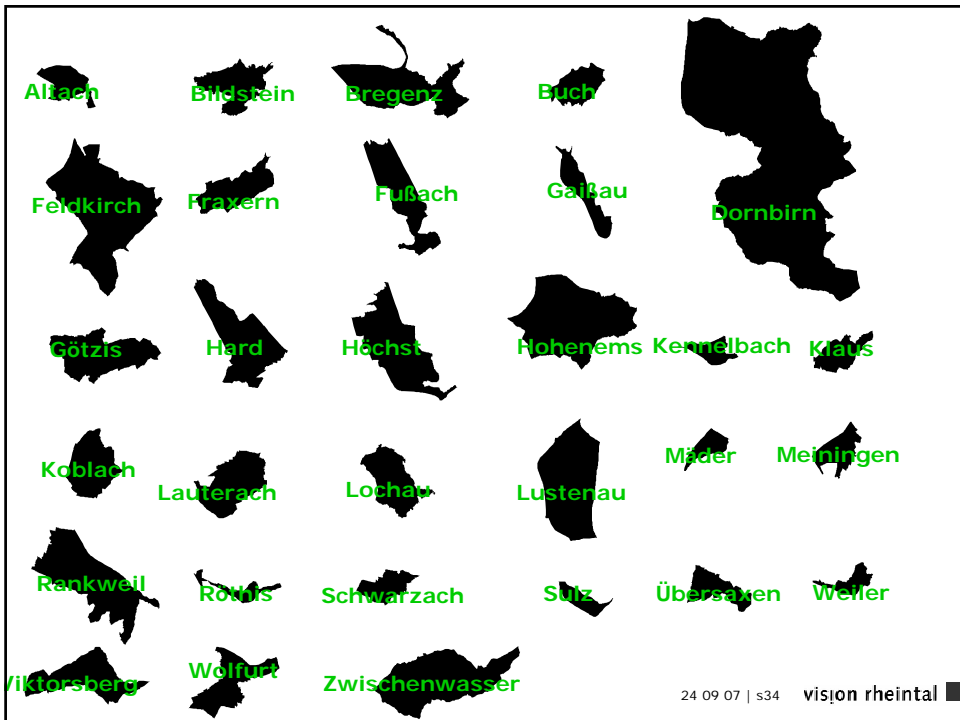 Altach
Bildstein
Bregenz
Buch
Feldkirch
Fraxern
Fußach
Gaißau
Dornbirn
Götzis
Hard
Höchst
Hohenems
Kennelbach
Klaus
Koblach
Lauterach
Lochau
Lustenau
Mäder
Meiningen
Rankweil
Röthis
Schwarzach
Sulz
Übersaxen
Weiler
Viktorsberg
Wolfurt
Zwischenwasser
24 09 07 | s34 vision rheintal